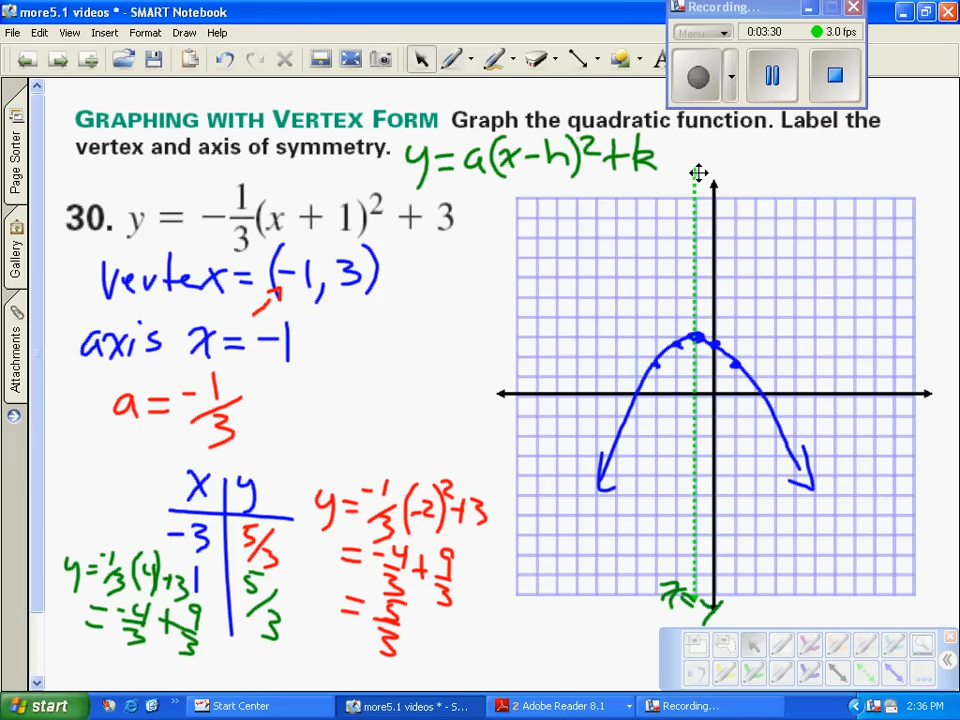 more5.1 videos * - SMART Notebook
Recording...
File Edit View Insert Format Draw Help
Menu
0:03:30
3.0 fps
A
Page Sorter
Gallery
Attachments
GRAPHING WITH VERTEX FORM Graph the quadratic function. Label the
vertex and axis of symmetry.
y = a(x-h)² + k
30. y = -1/3(x + 1)² + 3
vertex = (-1, 3)
axis x = -1
a = -1/3
x y
-3 5/3
1 5/3
y = -1/3(4)+3
= -4/3 + 9/3
y = -1/3(-2)² + 3
= -4/3 + 9/3
= 5/3
start
Start Center
more5.1 videos * - S...
2 Adobe Reader 8.1
Recording...
2:36 PM